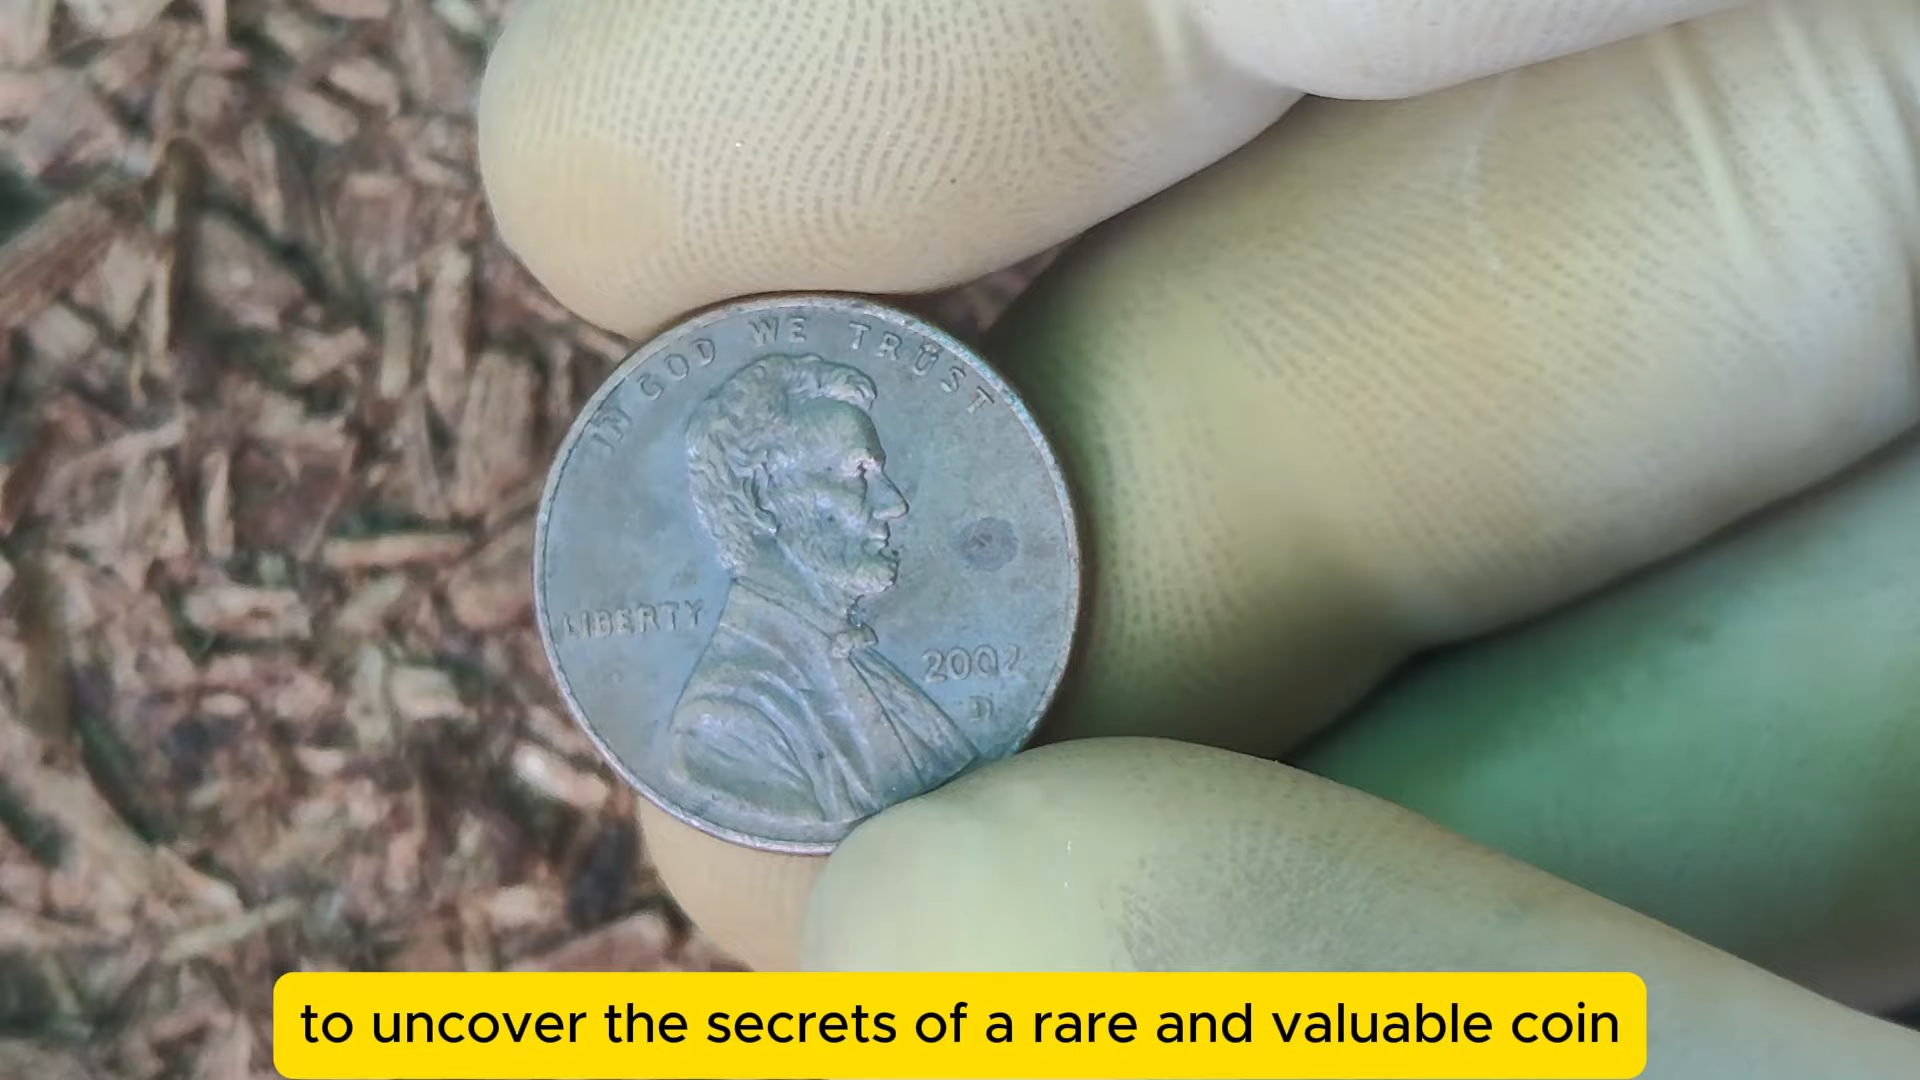 IN GOD WE TRUST
LIBERTY
2002
D
to uncover the secrets of a rare and valuable coin